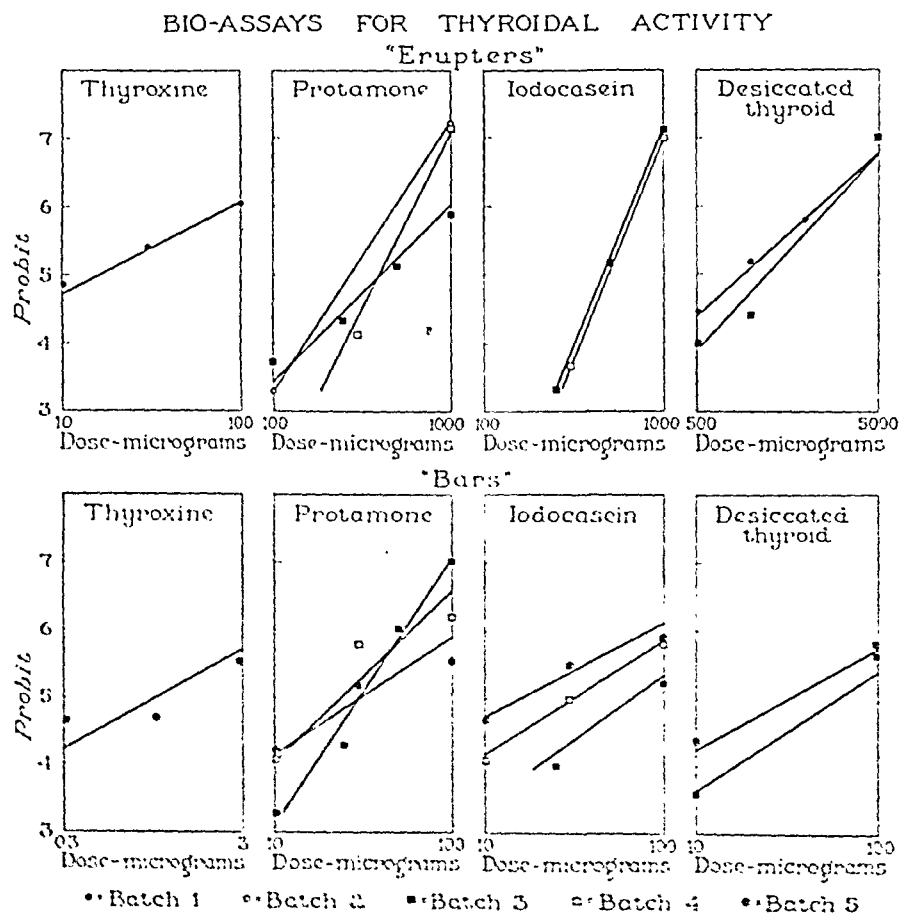 BIO-ASSAYS FOR THYROIDAL ACTIVITY
"Erupters"
Thyroxine Protamone Iodocasein Desiccated thyroid
Probit
7
6
5
4
3
10 100 100 1000 100 1000 500 5000
Dose-micrograms Dose-micrograms Dose-micrograms Dose-micrograms
"Bars"
Thyroxine Protamone Iodocasein Desiccated thyroid
Probit
7
6
5
4
3
03 3 10 100 10 100 10 100
Dose-micrograms Dose-micrograms Dose-micrograms Dose-micrograms
Batch 1 Batch 2 Batch 3 Batch 4 Batch 5